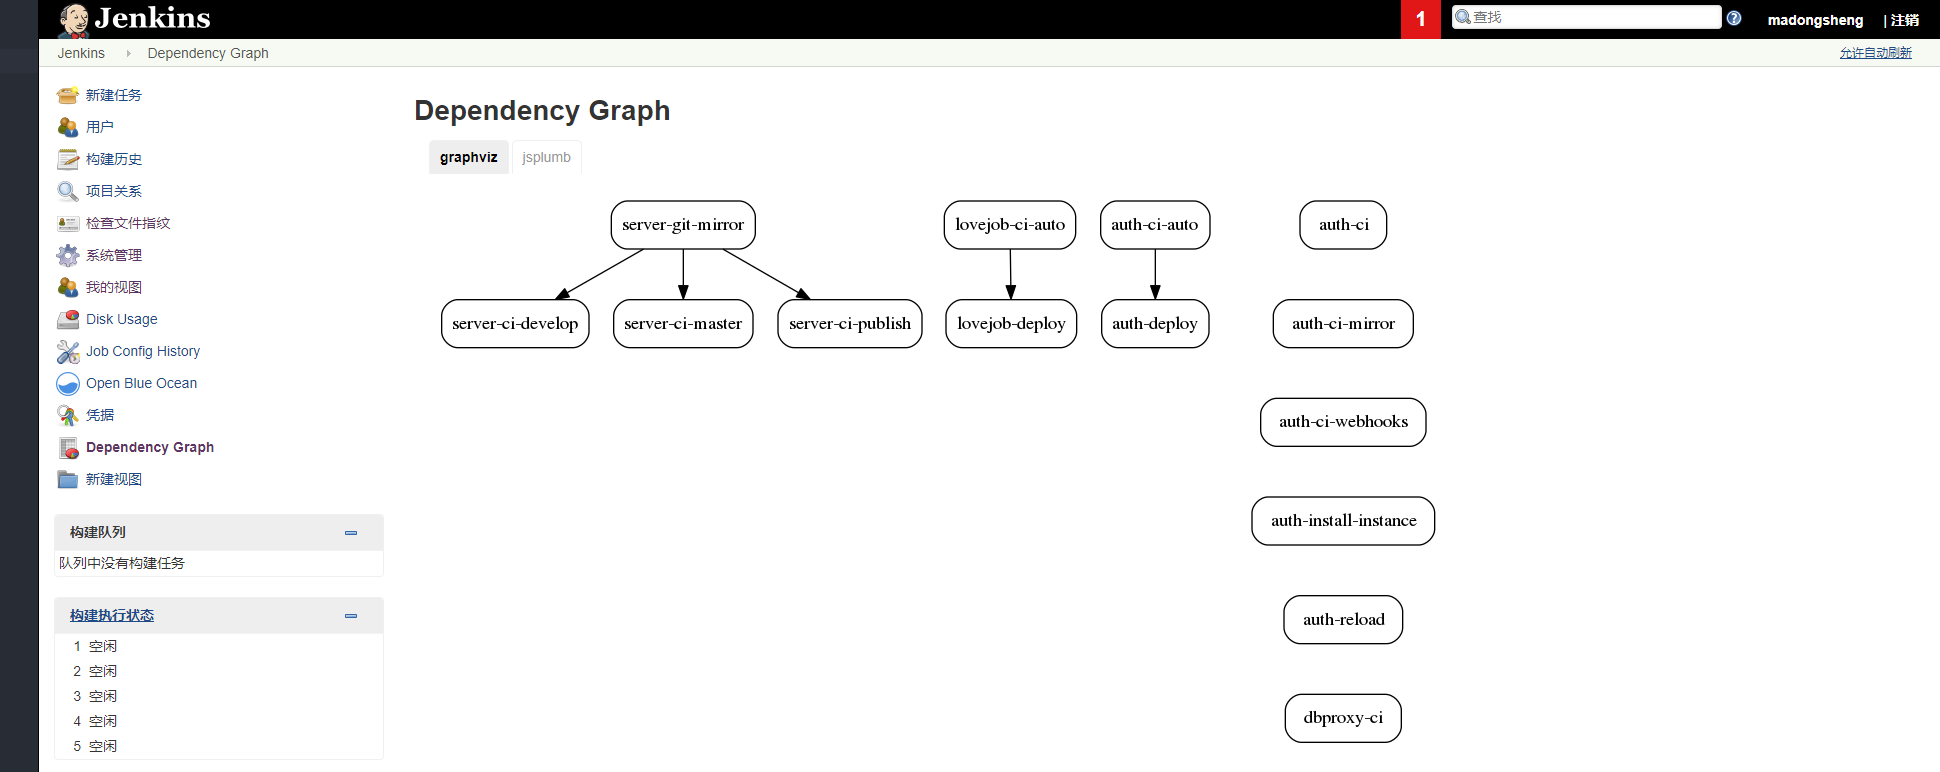 Jenkins
1
查找
madongsheng
| 注销
Jenkins
Dependency Graph
允许自动刷新
新建任务
用户
构建历史
项目关系
检查文件指纹
系统管理
我的视图
Disk Usage
Job Config History
Open Blue Ocean
凭据
Dependency Graph
新建视图
构建队列
队列中没有构建任务
构建执行状态
1 空闲
2 空闲
3 空闲
4 空闲
5 空闲
Dependency Graph
graphviz
jsplumb
server-git-mirror
lovejob-ci-auto
auth-ci-auto
auth-ci
server-ci-develop
server-ci-master
server-ci-publish
lovejob-deploy
auth-deploy
auth-ci-mirror
auth-ci-webhooks
auth-install-instance
auth-reload
dbproxy-ci